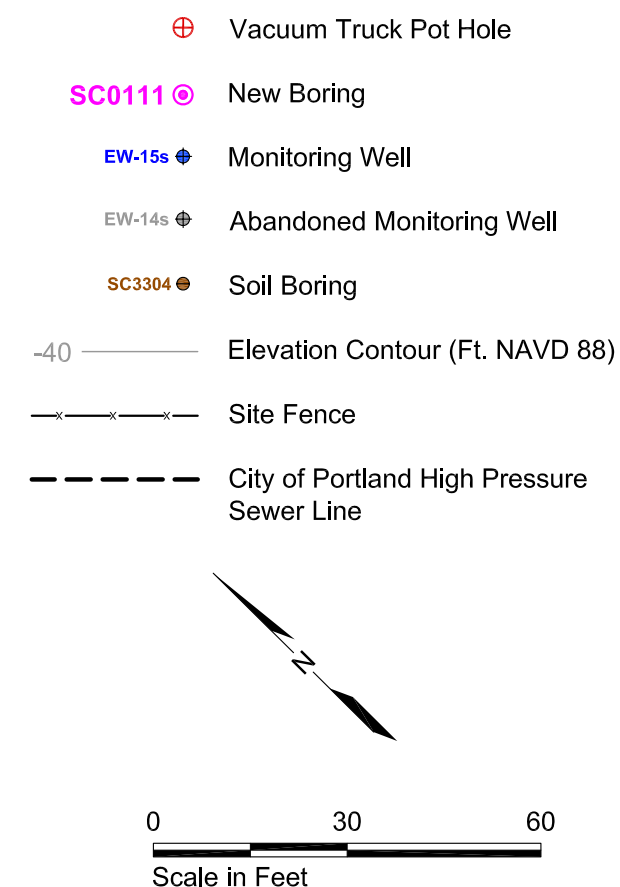 Vacuum Truck Pot Hole
SC0111 New Boring
EW-15s Monitoring Well
EW-14s Abandoned Monitoring Well
SC3304 Soil Boring
-40 Elevation Contour (Ft. NAVD 88)
x x x Site Fence
City of Portland High Pressure
Sewer Line
N
0 30 60
Scale in Feet